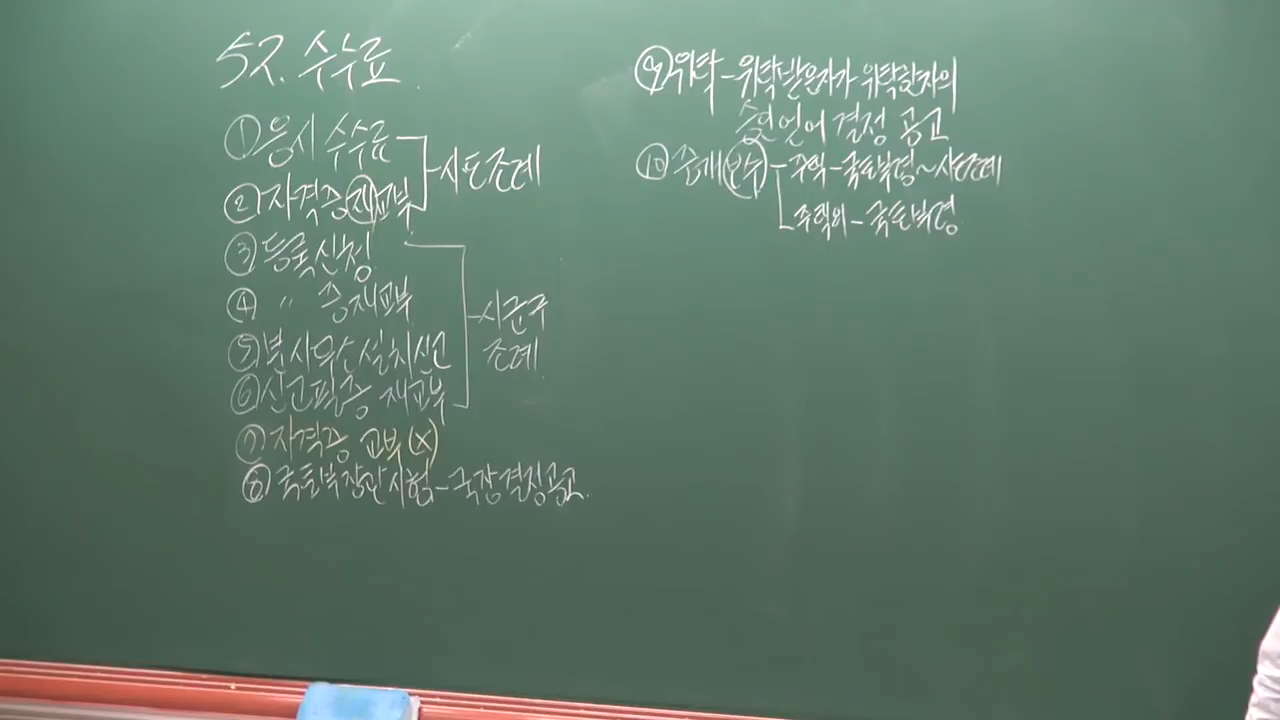 57. 수수료
① 응시 수수료
② 자격증 재교부
시도조례
③ 등록신청
④ 〃 증재교부
⑤ 분사무소설치신고
⑥ 신고필증 재교부
시군구
조례
⑦ 자격증 교부(X)
⑧ 국토부장관시험-국장결정공고.
⑨ 위탁-위탁받은자가 위탁한자의
승인얻어 결정 공고
⑩ 중개보수 - 주택-국토부령~시도조례
주택외-국토부령